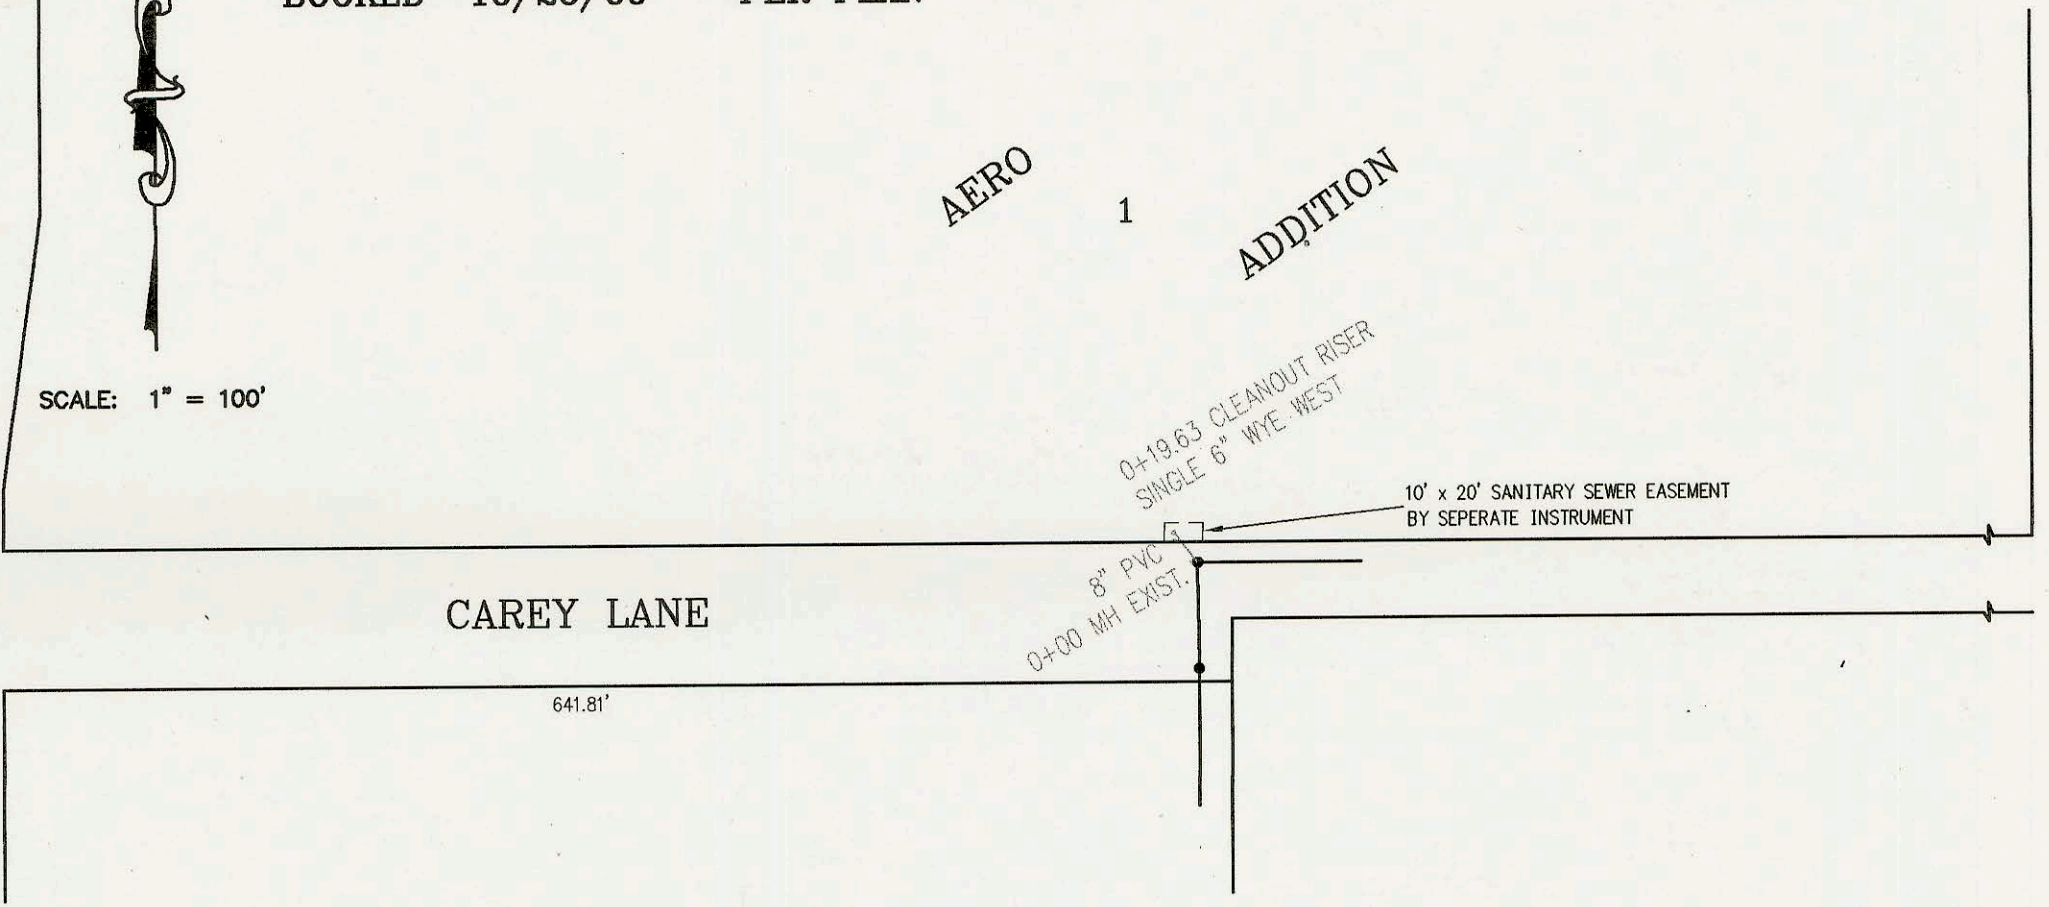 AERO
1
ADDITION
SCALE: 1" = 100'
0+19.63 CLEANOUT RISER
SINGLE 6" WYE WEST
10' x 20' SANITARY SEWER EASEMENT
BY SEPERATE INSTRUMENT
8" PVC
0+00 MH EXIST.
CAREY LANE
641.81'